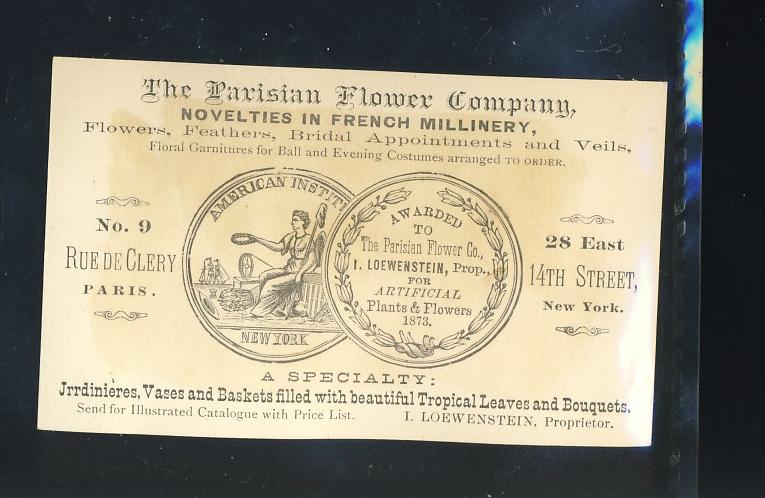 The Parisian Flower Company,
NOVELTIES IN FRENCH MILLINERY,
Flowers, Feathers, Bridal Appointments and Veils,
Floral Garnitures for Ball and Evening Costumes arranged TO ORDER.
No. 9
RUE DE CLERY
PARIS.
AMERICAN INSTIT
NEW YORK
AWARDED
TO
The Parisian Flower Co.,
I. LOEWENSTEIN, Prop.,
FOR
ARTIFICIAL
Plants & Flowers
1873.
28 East
14TH STREET,
New York.
A SPECIALTY:
Jrrdinières, Vases and Baskets filled with beautiful Tropical Leaves and Bouquets.
Send for Illustrated Catalogue with Price List. I. LOEWENSTEIN, Proprietor.